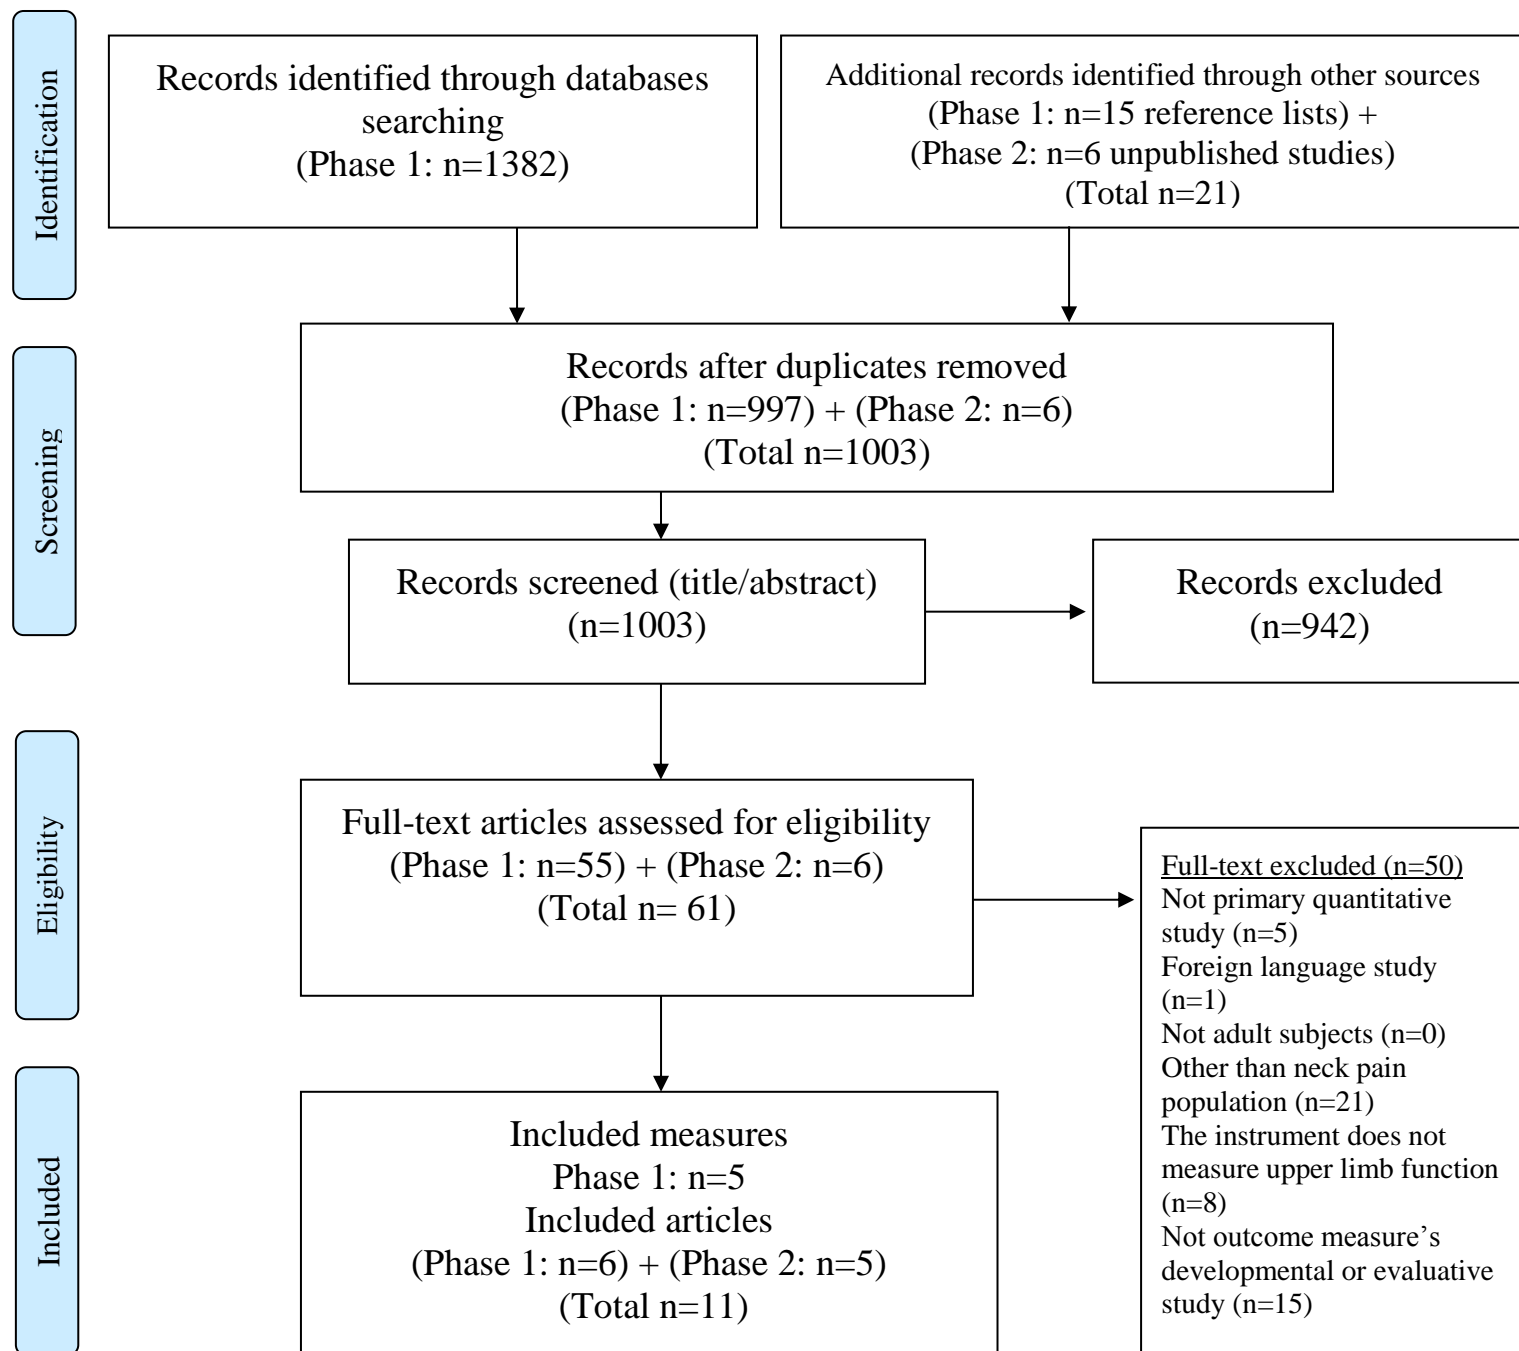 Identification
Records identified through databases
searching
(Phase 1: n=1382)
Additional records identified through other sources
(Phase 1: n=15 reference lists) +
(Phase 2: n=6 unpublished studies)
(Total n=21)
Screening
Records after duplicates removed
(Phase 1: n=997) + (Phase 2: n=6)
(Total n=1003)
Records screened (title/abstract)
(n=1003)
Records excluded
(n=942)
Eligibility
Full-text articles assessed for eligibility
(Phase 1: n=55) + (Phase 2: n=6)
(Total n= 61)
Full-text excluded (n=50)
Not primary quantitative
study (n=5)
Foreign language study
(n=1)
Not adult subjects (n=0)
Other than neck pain
population (n=21)
The instrument does not
measure upper limb function
(n=8)
Not outcome measure’s
developmental or evaluative
study (n=15)
Included
Included measures
Phase 1: n=5
Included articles
(Phase 1: n=6) + (Phase 2: n=5)
(Total n=11)